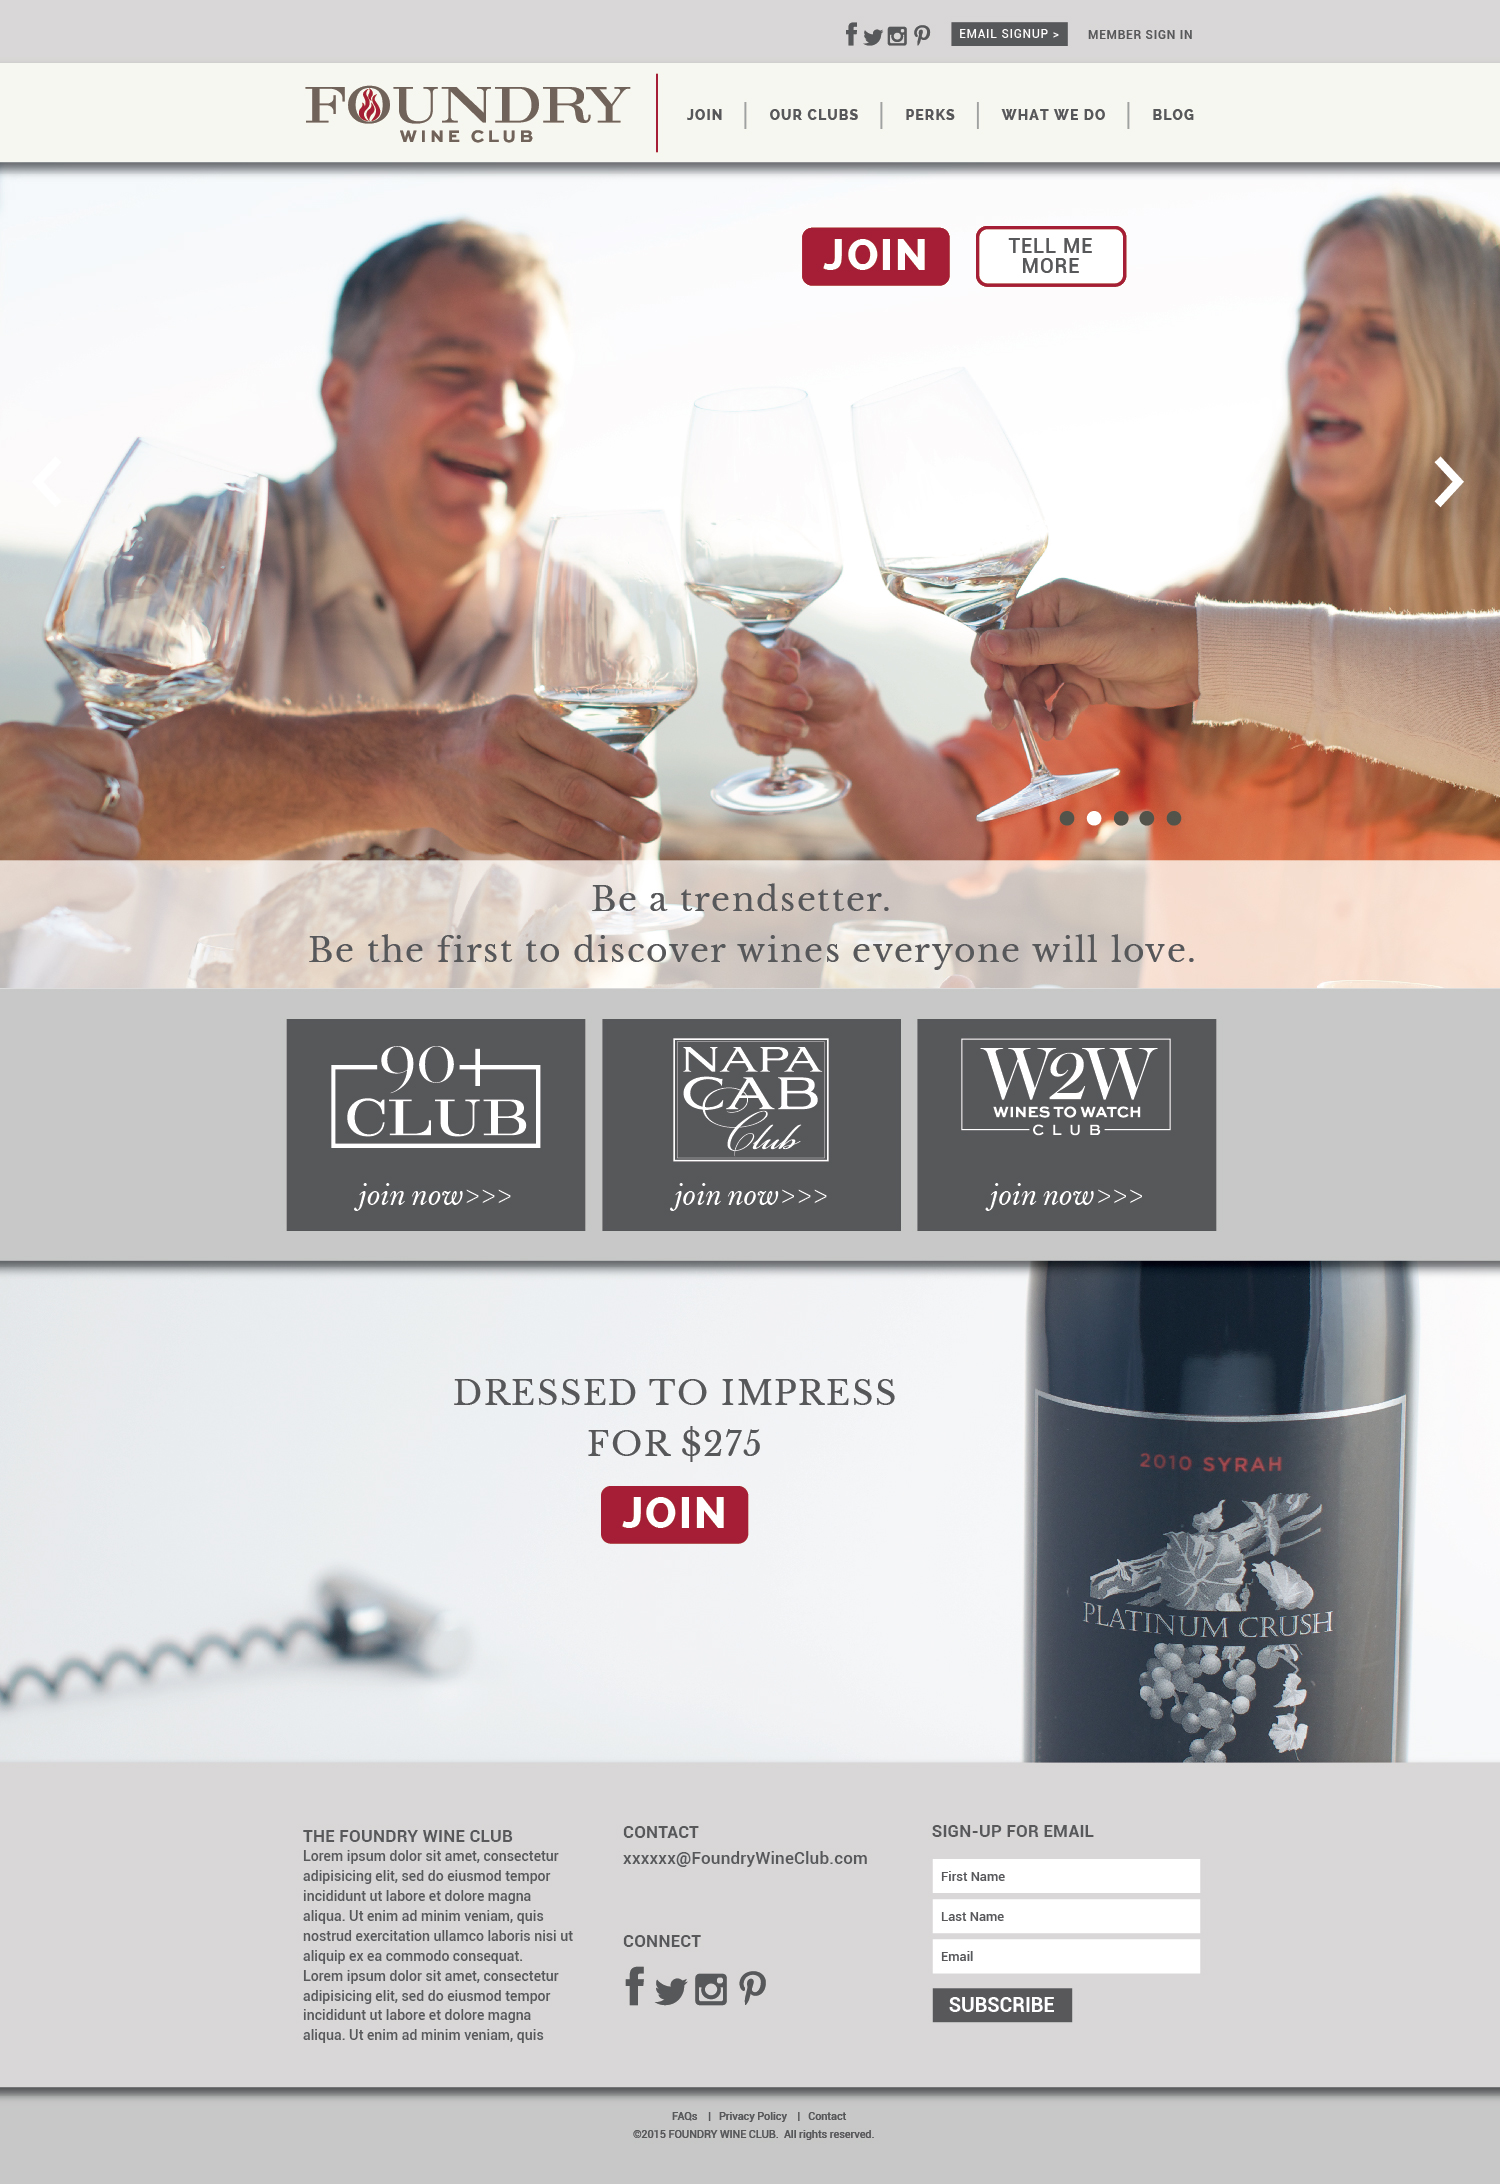 EMAIL SIGNUP >
MEMBER SIGN IN
FOUNDRY
WINE CLUB
JOIN | OUR CLUBS | PERKS | WHAT WE DO | BLOG
JOIN
TELL ME
MORE
Be a trendsetter.
Be the first to discover wines everyone will love.
90+
CLUB
join now>>>
NAPA
CAB
Club
join now>>>
W2W
WINES TO WATCH
CLUB
join now>>>
DRESSED TO IMPRESS
FOR $275
JOIN
2010 SYRAH
PLATINUM CRUSH
THE FOUNDRY WINE CLUB
Lorem ipsum dolor sit amet, consectetur
adipisicing elit, sed do eiusmod tempor
incididunt ut labore et dolore magna
aliqua. Ut enim ad minim veniam, quis
nostrud exercitation ullamco laboris nisi ut
aliquip ex ea commodo consequat.
Lorem ipsum dolor sit amet, consectetur
adipisicing elit, sed do eiusmod tempor
incididunt ut labore et dolore magna
aliqua. Ut enim ad minim veniam, quis
CONTACT
xxxxxx@FoundryWineClub.com
CONNECT
SIGN-UP FOR EMAIL
First Name
Last Name
Email
SUBSCRIBE
FAQs | Privacy Policy | Contact
©2015 FOUNDRY WINE CLUB. All rights reserved.